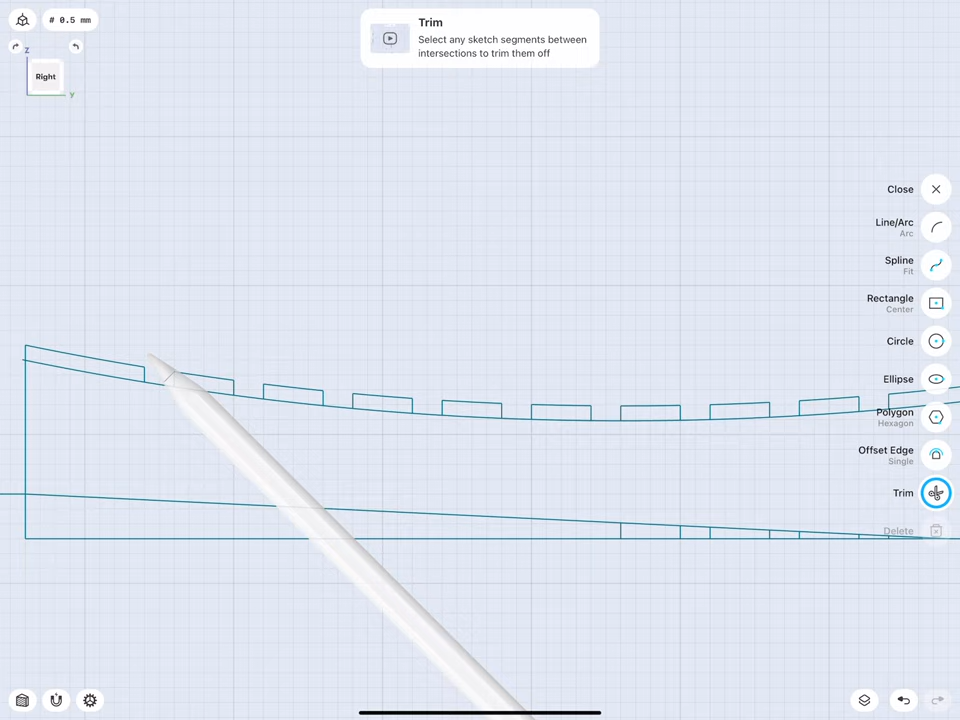 # 0.5 mm
Trim
Select any sketch segments between
intersections to trim them off
Z
Right
y
Close
Line/Arc
Arc
Spline
Fit
Rectangle
Center
Circle
Ellipse
Polygon
Hexagon
Offset Edge
Single
Trim
Delete